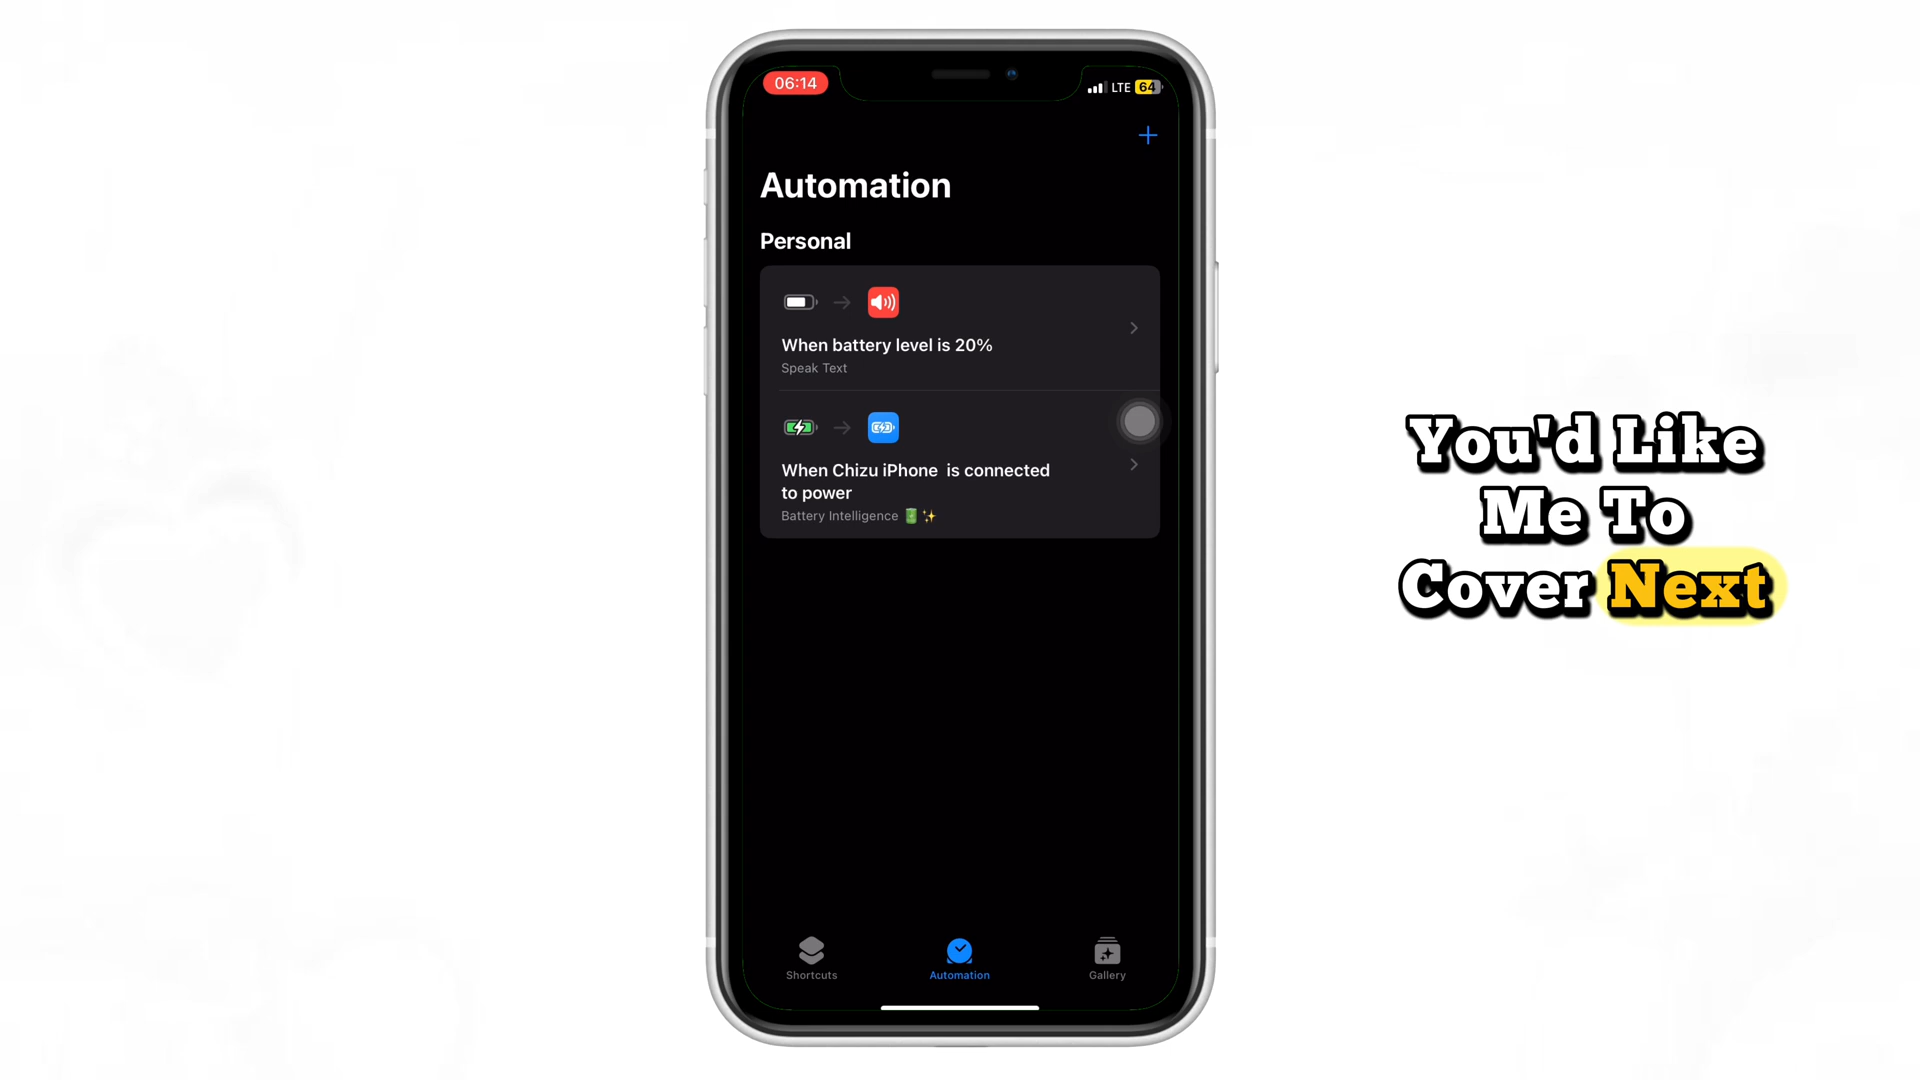 06:14
LTE 64
+
Automation
Personal
When battery level is 20%
Speak Text
When Chizu iPhone is connected
to power
Battery Intelligence 🔋✨
Shortcuts
Automation
Gallery
You'd Like
Me To
Cover Next